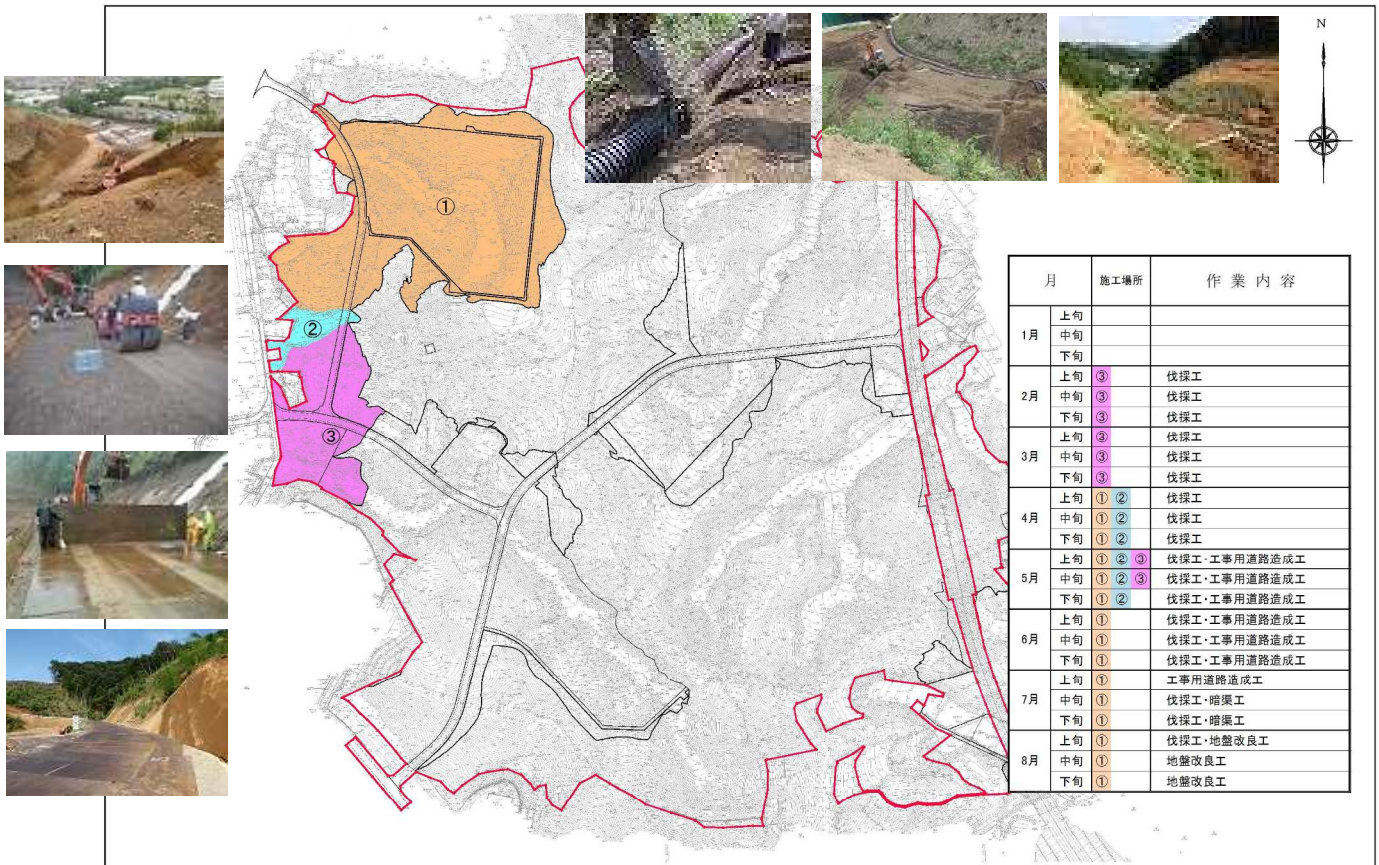 N
①
②
③
月 施工場所 作業内容
1月 上旬
中旬
下旬
2月 上旬 ③ 伐採工
中旬 ③ 伐採工
下旬 ③ 伐採工
3月 上旬 ③ 伐採工
中旬 ③ 伐採工
下旬 ③ 伐採工
4月 上旬 ① ② 伐採工
中旬 ① ② 伐採工
下旬 ① ② 伐採工
5月 上旬 ① ② ③ 伐採工・工事用道路造成工
中旬 ① ② ③ 伐採工・工事用道路造成工
下旬 ① ② 伐採工・工事用道路造成工
6月 上旬 ① 伐採工・工事用道路造成工
中旬 ① 伐採工・工事用道路造成工
下旬 ① 伐採工・工事用道路造成工
7月 上旬 ① 工事用道路造成工
中旬 ① 伐採工・暗渠工
下旬 ① 伐採工・暗渠工
8月 上旬 ① 伐採工・地盤改良工
中旬 ① 地盤改良工
下旬 ① 地盤改良工